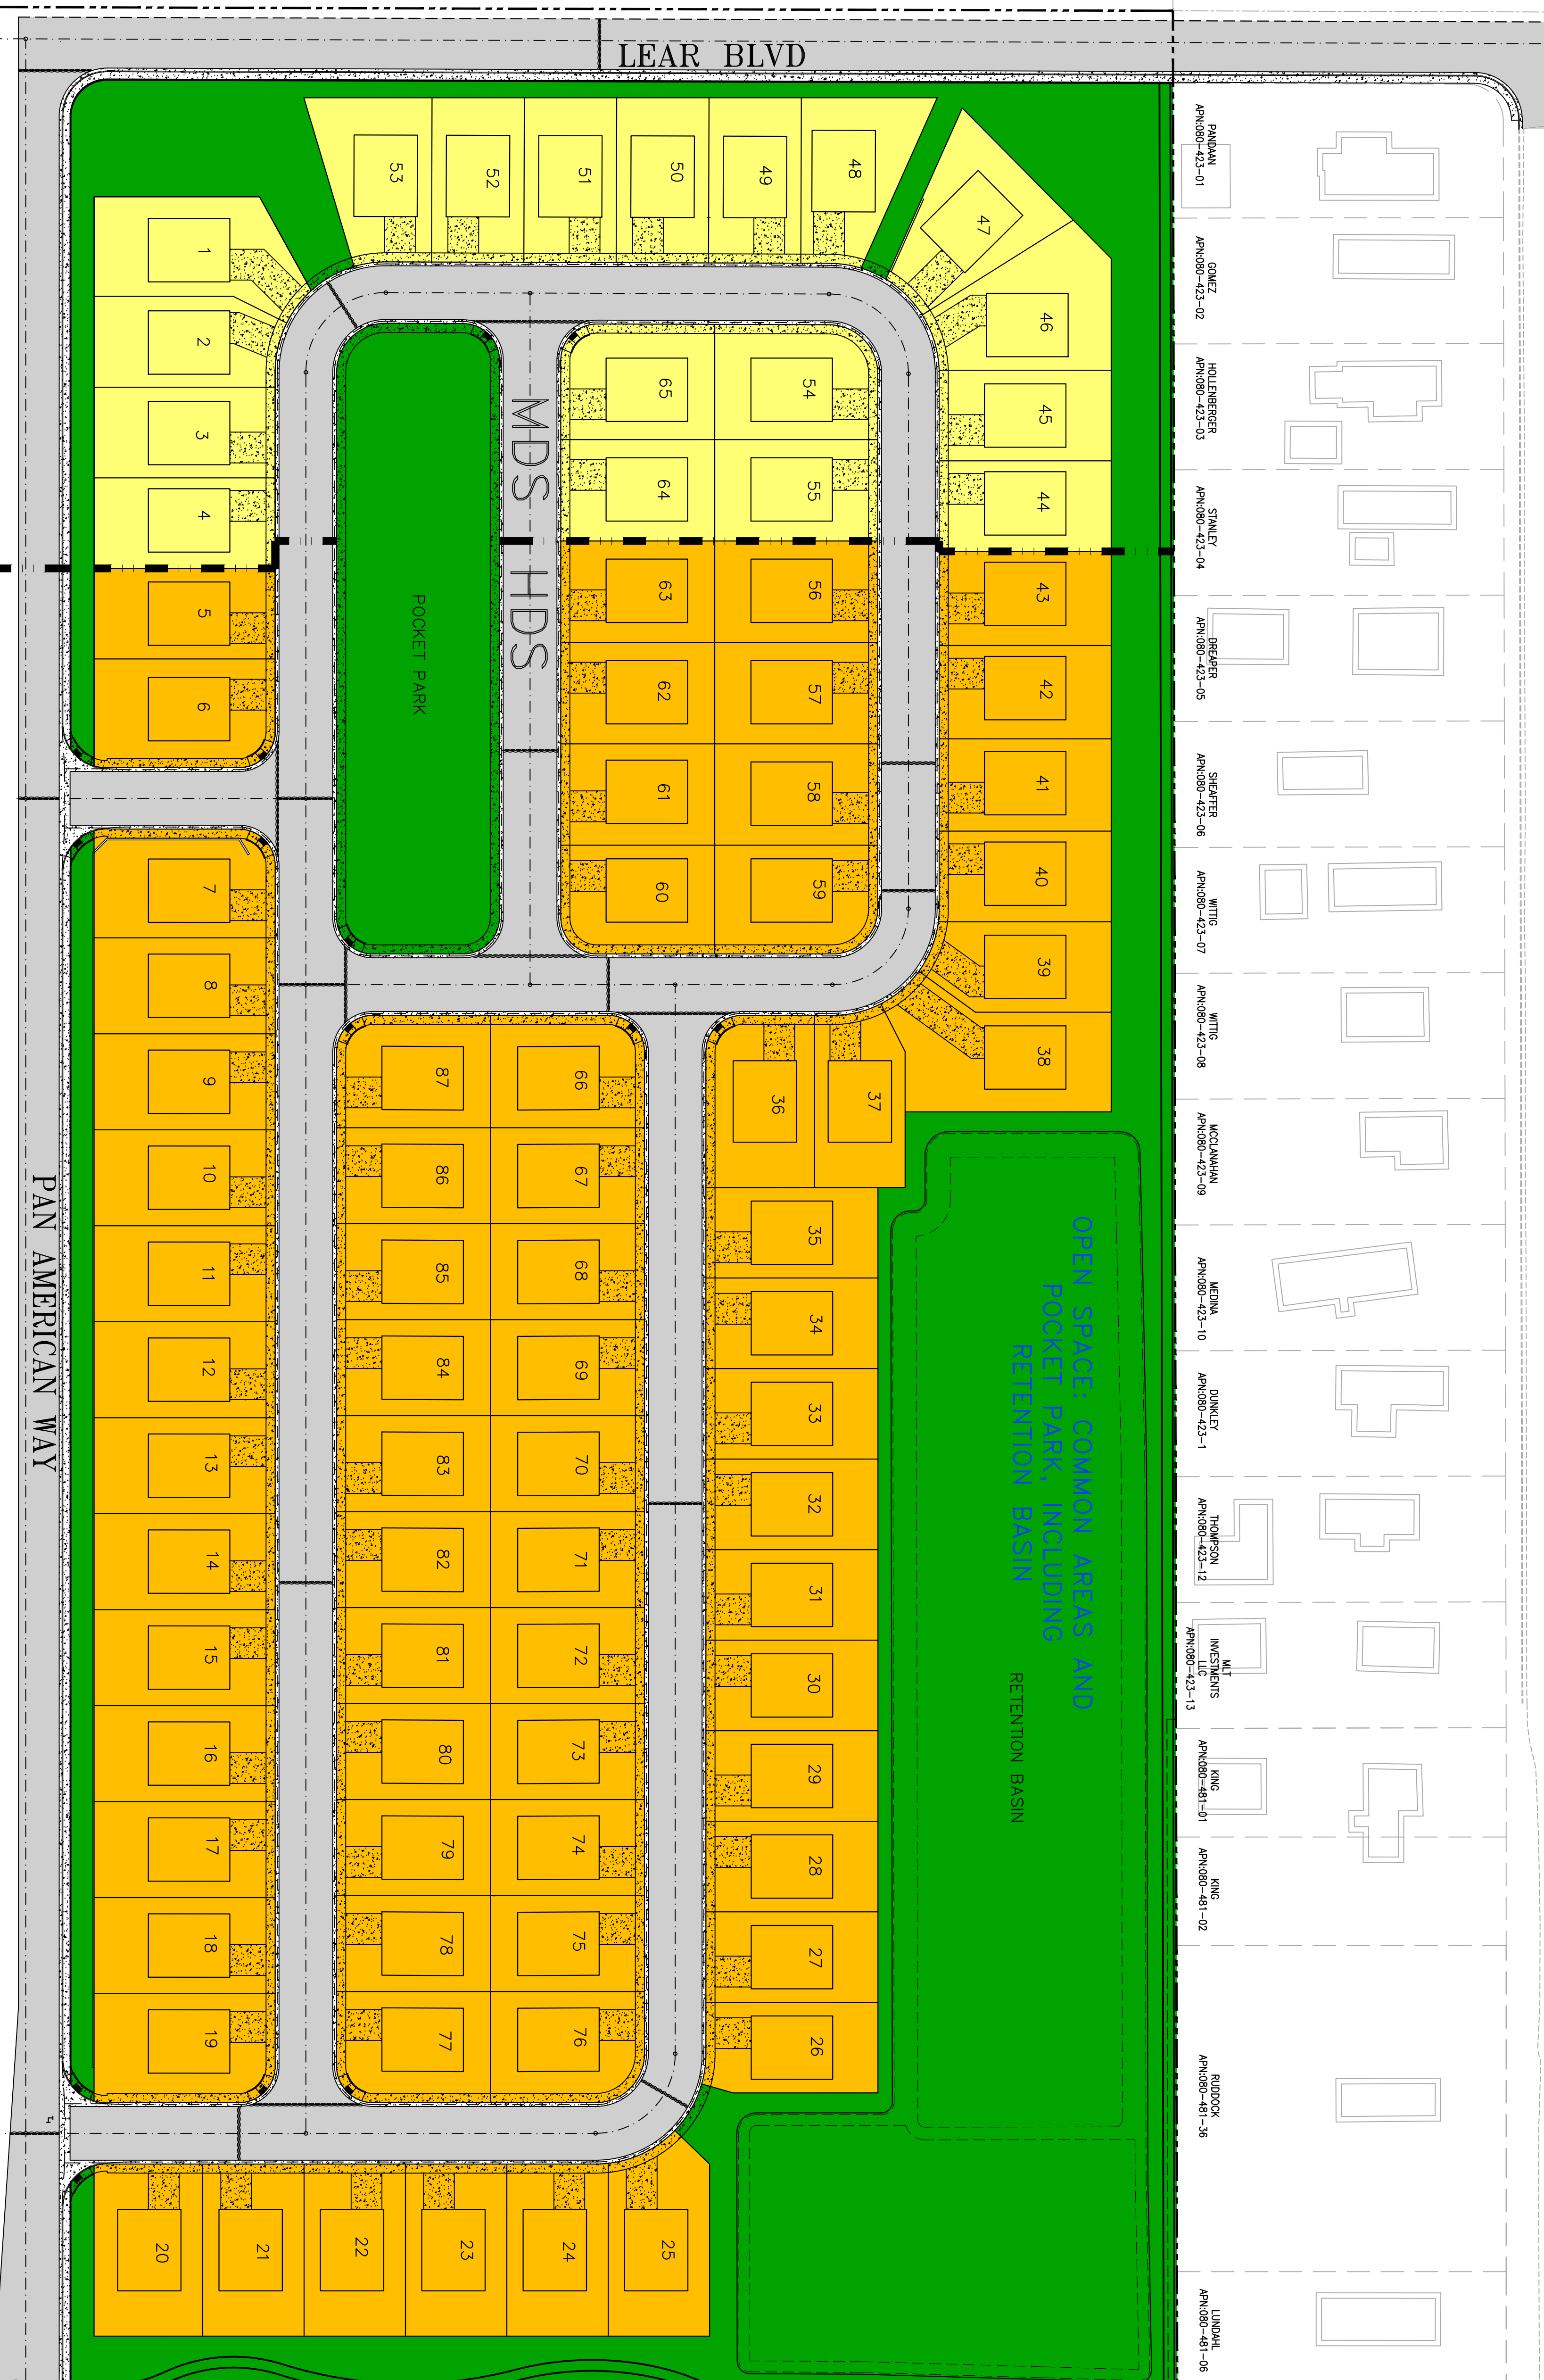 LEAR BLVD
PANDAAN
APN:080-423-01
GOMEZ
APN:080-423-02
HOLLENBERGER
APN:080-423-03
STANLEY
APN:080-423-04
DREAPER
APN:080-423-05
SHEAFFER
APN:080-423-06
WITTIG
APN:080-423-07
WITTIG
APN:080-423-08
MCCLANAHAN
APN:080-423-09
MEDINA
APN:080-423-10
DUNKLEY
APN:080-423-1
THOMPSON
APN:080-423-12
MLT
INVESTMENTS
LLC
APN:080-423-13
KING
APN:080-481-01
KING
APN:080-481-02
RUDDOCK
APN:080-481-36
LUNDAHL
APN:080-481-06
53
52
51
50
49
48
47
46
45
44
43
42
41
40
39
38
37
36
1
2
3
4
5
6
7
8
9
10
11
12
13
14
15
16
17
18
19
65
64
63
62
61
60
54
55
56
57
58
59
MDS HDS
POCKET PARK
87
86
85
84
83
82
81
80
79
78
77
66
67
68
69
70
71
72
73
74
75
76
35
34
33
32
31
30
29
28
27
26
20
21
22
23
24
25
OPEN SPACE: COMMON AREAS AND
POCKET PARK, INCLUDING
RETENTION BASIN
RETENTION BASIN
PAN AMERICAN WAY